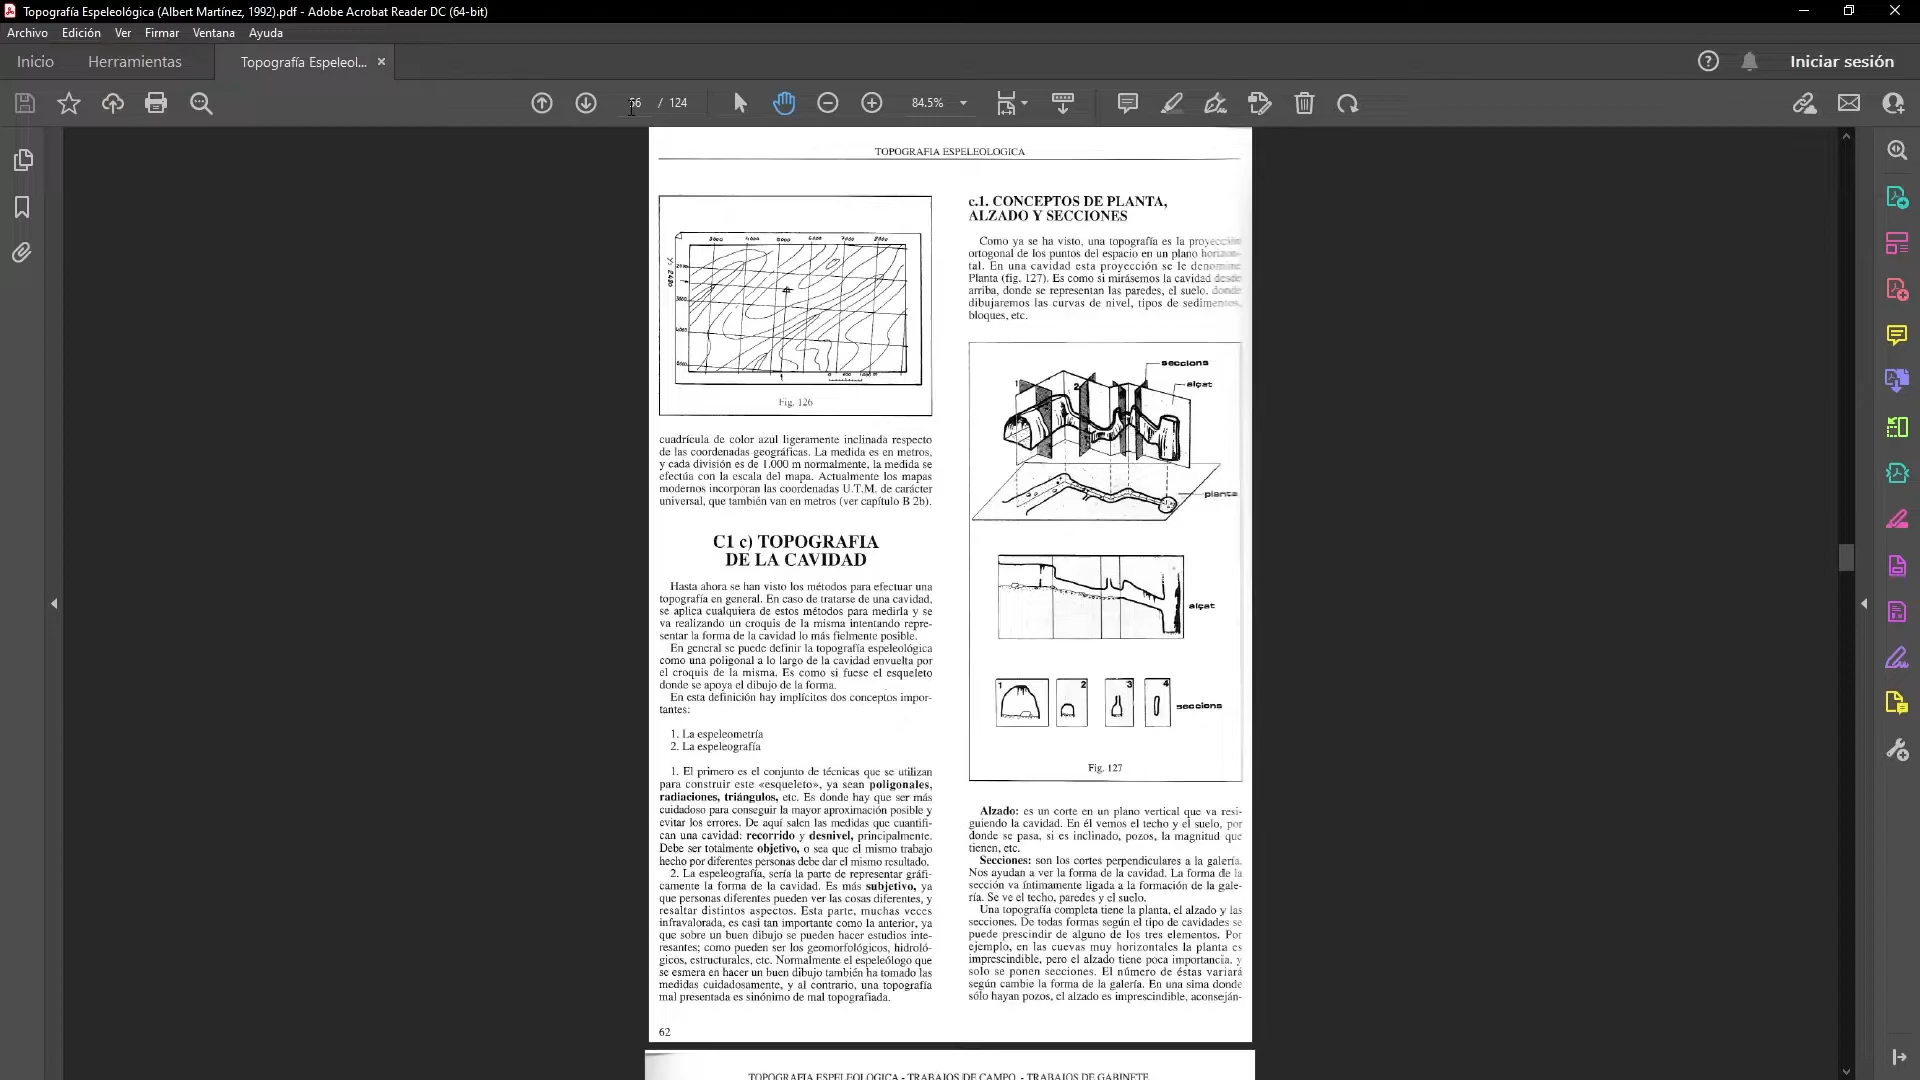 Topografía Espeleológica (Albert Martínez, 1992).pdf - Adobe Acrobat Reader DC (64-bit)
Archivo Edición Ver Firmar Ventana Ayuda
Inicio Herramientas Topografía Espeleol... Iniciar sesión
56 / 124 84.5%
TOPOGRAFIA ESPELEOLOGICA
Fig. 126
cuadrícula de color azul ligeramente inclinada respecto
de las coordenadas geográficas. La medida es en metros,
y cada división es de 1.000 m normalmente, la medida se
efectúa con la escala del mapa. Actualmente los mapas
modernos incorporan las coordenadas U.T.M. de carácter
universal, que también van en metros (ver capítulo B 2b).
C1 c) TOPOGRAFIA
DE LA CAVIDAD
Hasta ahora se han visto los métodos para efectuar una
topografía en general. En caso de tratarse de una cavidad,
se aplica cualquiera de estos métodos para medirla y se
va realizando un croquis de la misma intentando repre-
sentar la forma de la cavidad lo más fielmente posible.
En general se puede definir la topografía espeleológica
como una poligonal a lo largo de la cavidad envuelta por
el croquis de la misma. Es como si fuese el esqueleto
donde se apoya el dibujo de la forma.
En esta definición hay implícitos dos conceptos impor-
tantes:
1. La espeleometría
2. La espeleografía
1. El primero es el conjunto de técnicas que se utilizan
para construir este «esqueleto», ya sean poligonales,
radiaciones, triángulos, etc. Es donde hay que ser más
cuidadoso para conseguir la mayor aproximación posible y
evitar los errores. De aquí salen las medidas que cuantifi-
can una cavidad: recorrido y desnivel, principalmente.
Debe ser totalmente objetivo, o sea que el mismo trabajo
hecho por diferentes personas debe dar el mismo resultado.
2. La espeleografía, sería la parte de representar gráfi-
camente la forma de la cavidad. Es más subjetivo, ya
que personas diferentes pueden ver las cosas diferentes, y
resaltar distintos aspectos. Esta parte, muchas veces
infravalorada, es casi tan importante como la anterior, ya
que sobre un buen dibujo se pueden hacer estudios inte-
resantes; como pueden ser los geomorfológicos, hidroló-
gicos, estructurales, etc. Normalmente el espeleólogo que
se esmera en hacer un buen dibujo también ha tomado las
medidas cuidadosamente, y al contrario, una topografía
mal presentada es sinónimo de mal topografiada.
62
c.1. CONCEPTOS DE PLANTA,
ALZADO Y SECCIONES
Como ya se ha visto, una topografía es la proyección
ortogonal de los puntos del espacio en un plano horizon-
tal. En una cavidad esta proyección se le denomina
Planta (fig. 127). Es como si mirásemos la cavidad desde
arriba, donde se representan las paredes, el suelo, donde
dibujaremos las curvas de nivel, tipos de sedimentos,
bloques, etc.
seccions
alçat
1 2
planta
alçat
1 2 3 4
seccions
Fig. 127
Alzado: es un corte en un plano vertical que va resi-
guiendo la cavidad. En él vemos el techo y el suelo, por
donde se pasa, si es inclinado, pozos, la magnitud que
tienen, etc.
Secciones: son los cortes perpendiculares a la galería.
Nos ayudan a ver la forma de la cavidad. La forma de la
sección va íntimamente ligada a la formación de la gale-
ría. Se ve el techo, paredes y el suelo.
Una topografía completa tiene la planta, el alzado y las
secciones. De todas formas según el tipo de cavidades se
puede prescindir de alguno de los tres elementos. Por
ejemplo, en las cuevas muy horizontales la planta es
imprescindible, pero el alzado tiene poca importancia, y
solo se ponen secciones. El número de éstas variará
según cambie la forma de la galería. En una sima donde
sólo hayan pozos, el alzado es imprescindible, aconseján-
TOPOGRAFIA ESPELEOLOGICA - TRABAJOS DE CAMPO - TRABAJOS DE GABINETE